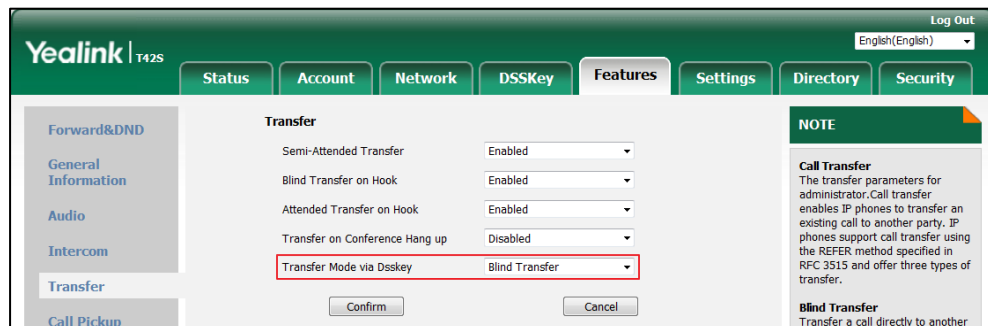 Log Out
Yealink T42S
English(English)
Status Account Network DSSKey Features Settings Directory Security
Forward&DND
General
Information
Audio
Intercom
Transfer
Call Pickup
Transfer
Semi-Attended Transfer Enabled
Blind Transfer on Hook Enabled
Attended Transfer on Hook Enabled
Transfer on Conference Hang up Disabled
Transfer Mode via Dsskey Blind Transfer
Confirm Cancel
NOTE
Call Transfer
The transfer parameters for
administrator.Call transfer
enables IP phones to transfer an
existing call to another party. IP
phones support call transfer using
the REFER method specified in
RFC 3515 and offer three types of
transfer.
Blind Transfer
Transfer a call directly to another